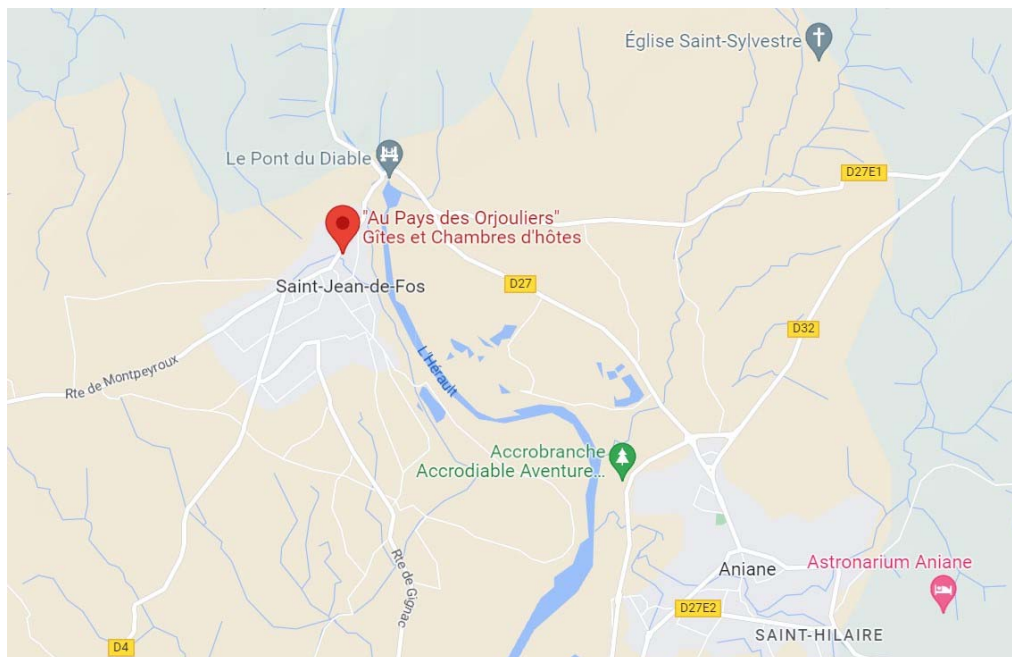 Église Saint-Sylvestre
Le Pont du Diable
D27E1
"Au Pays des Orjouliers"
Gîtes et Chambres d'hôtes
Saint-Jean-de-Fos
D27
D32
Rte de Montpeyroux
L'Hérault
Accrobranche
Accrodiable Aventure...
Rte de Gignac
Aniane
Astronarium Aniane
D27E2
SAINT-HILAIRE
D4